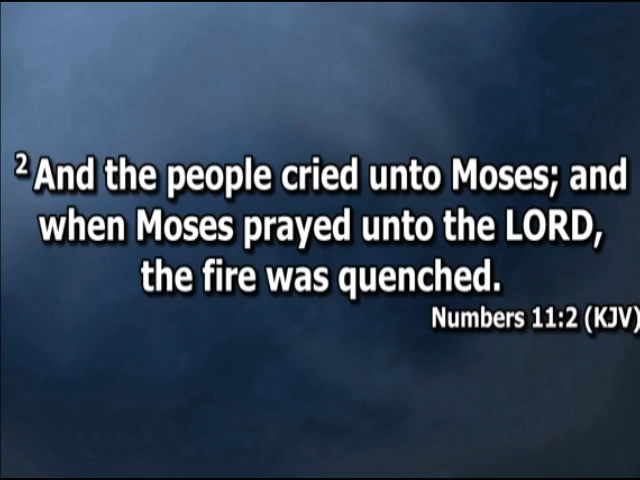 2 And the people cried unto Moses; and
when Moses prayed unto the LORD,
the fire was quenched.
Numbers 11:2 (KJV)